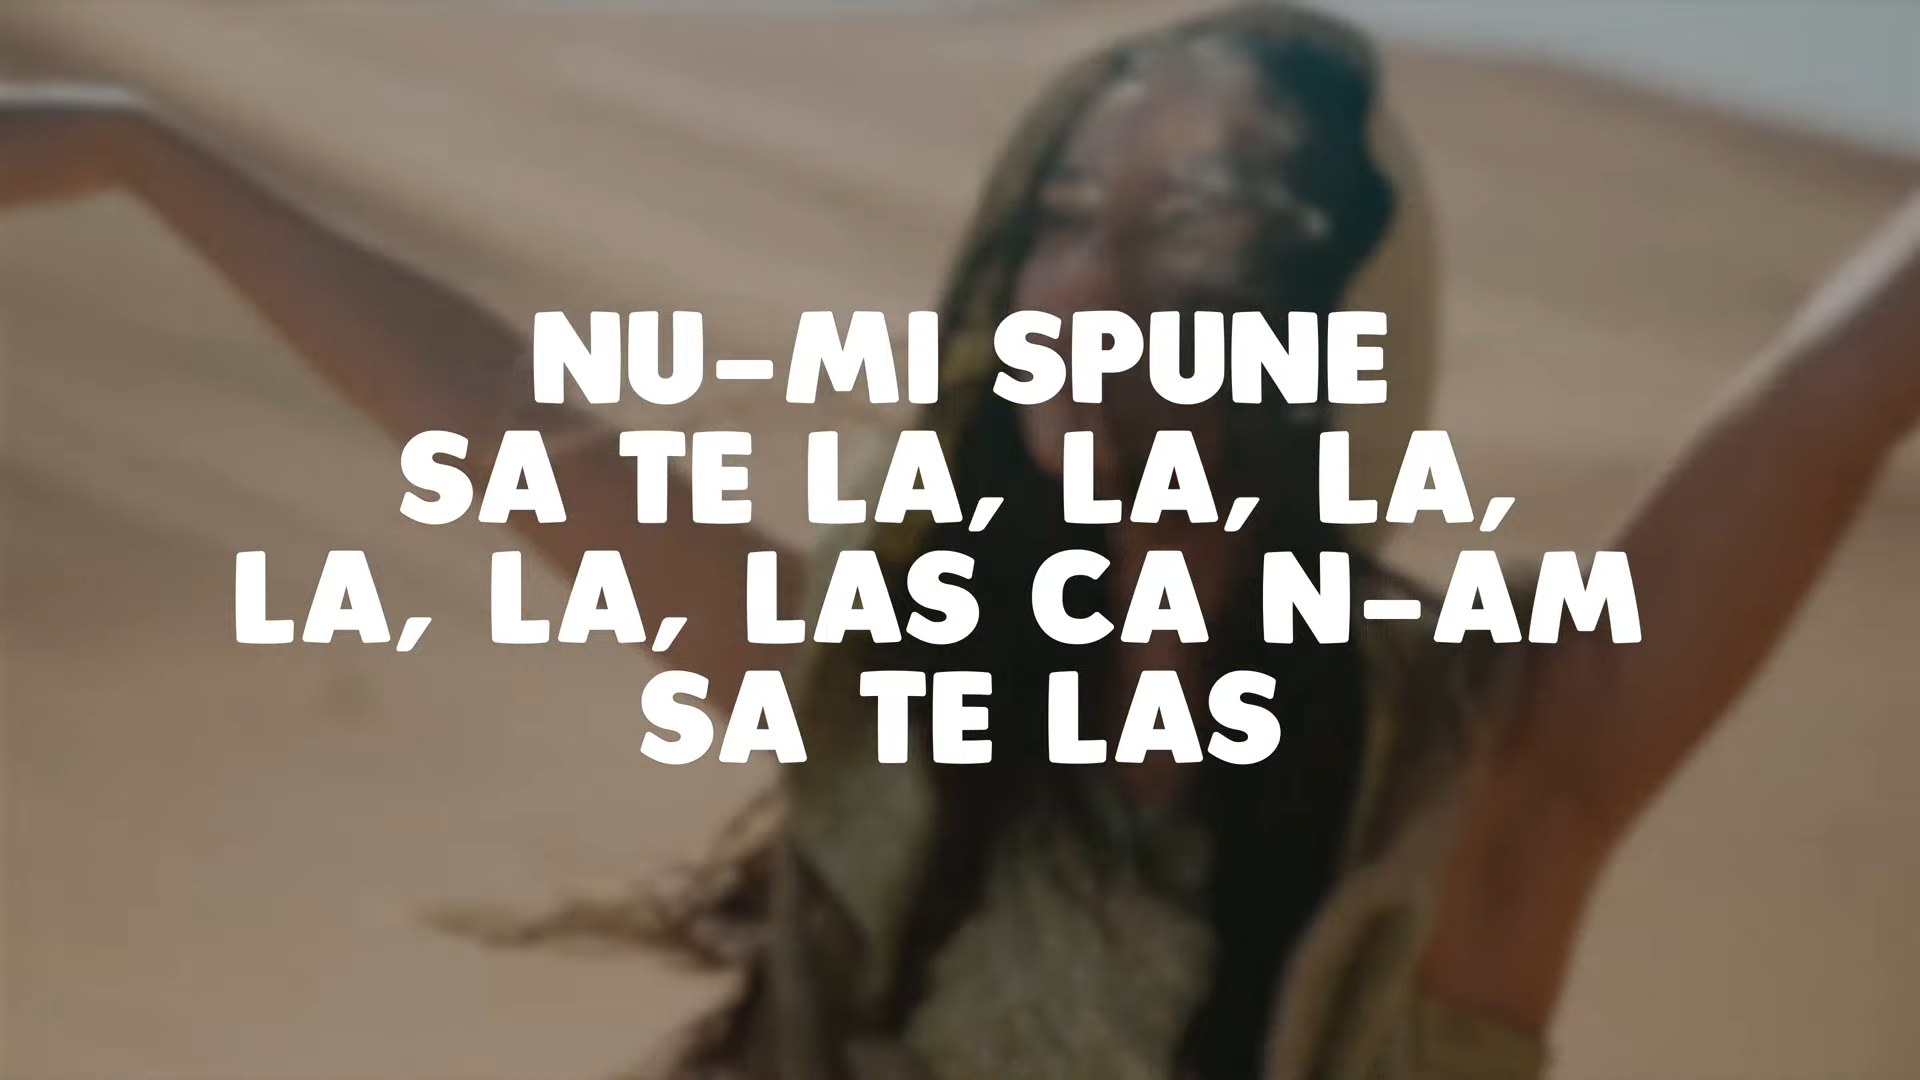 NU-MI SPUNE
SA TE LA, LA, LA,
LA, LA, LAS CA N-AM
SA TE LAS